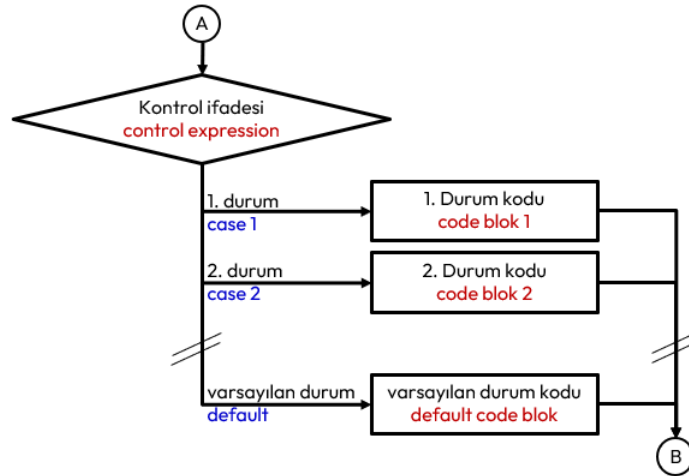 A
Kontrol ifadesi
control expression
1. durum
case 1
1. Durum kodu
code blok 1
2. durum
case 2
2. Durum kodu
code blok 2
varsayılan durum
default
varsayılan durum kodu
default code blok
B